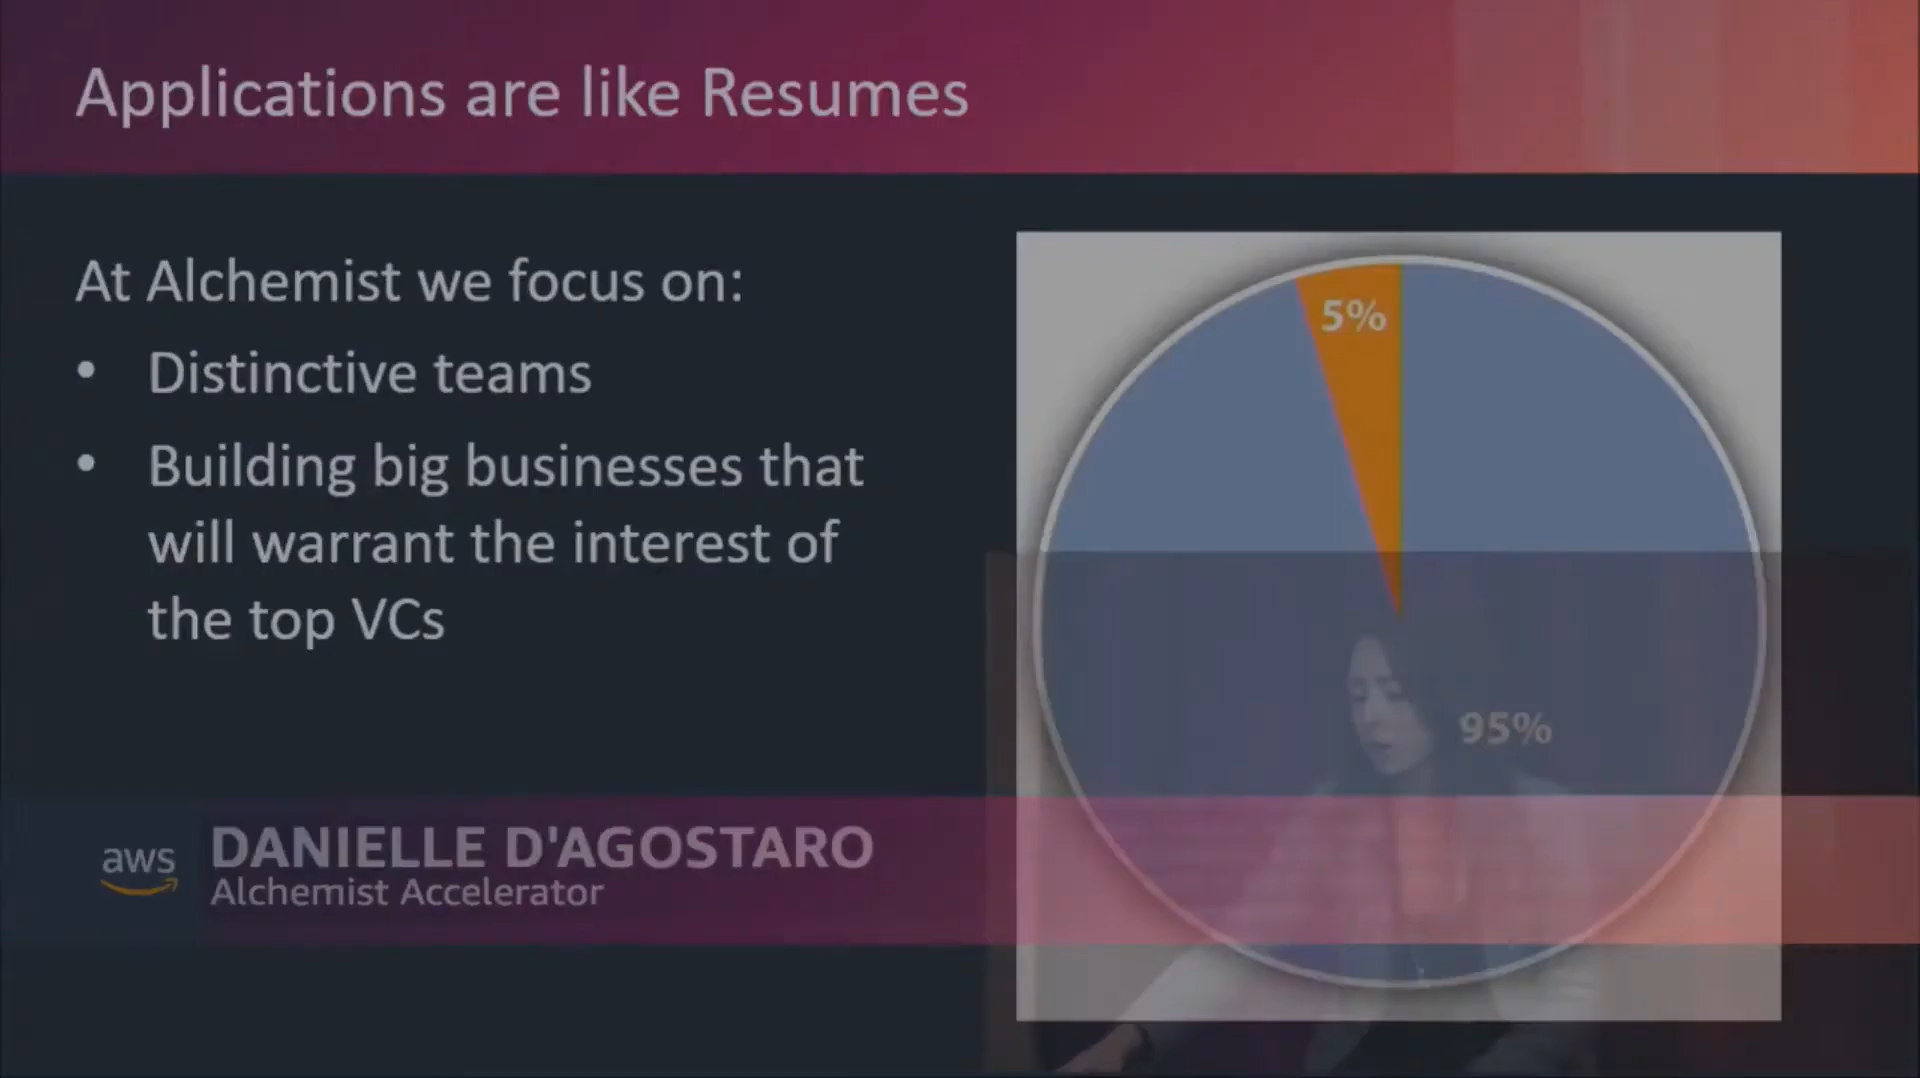 Applications are like Resumes
At Alchemist we focus on:
• Distinctive teams
• Building big businesses that
will warrant the interest of
the top VCs
5%
95%
aws
DANIELLE D'AGOSTARO
Alchemist Accelerator